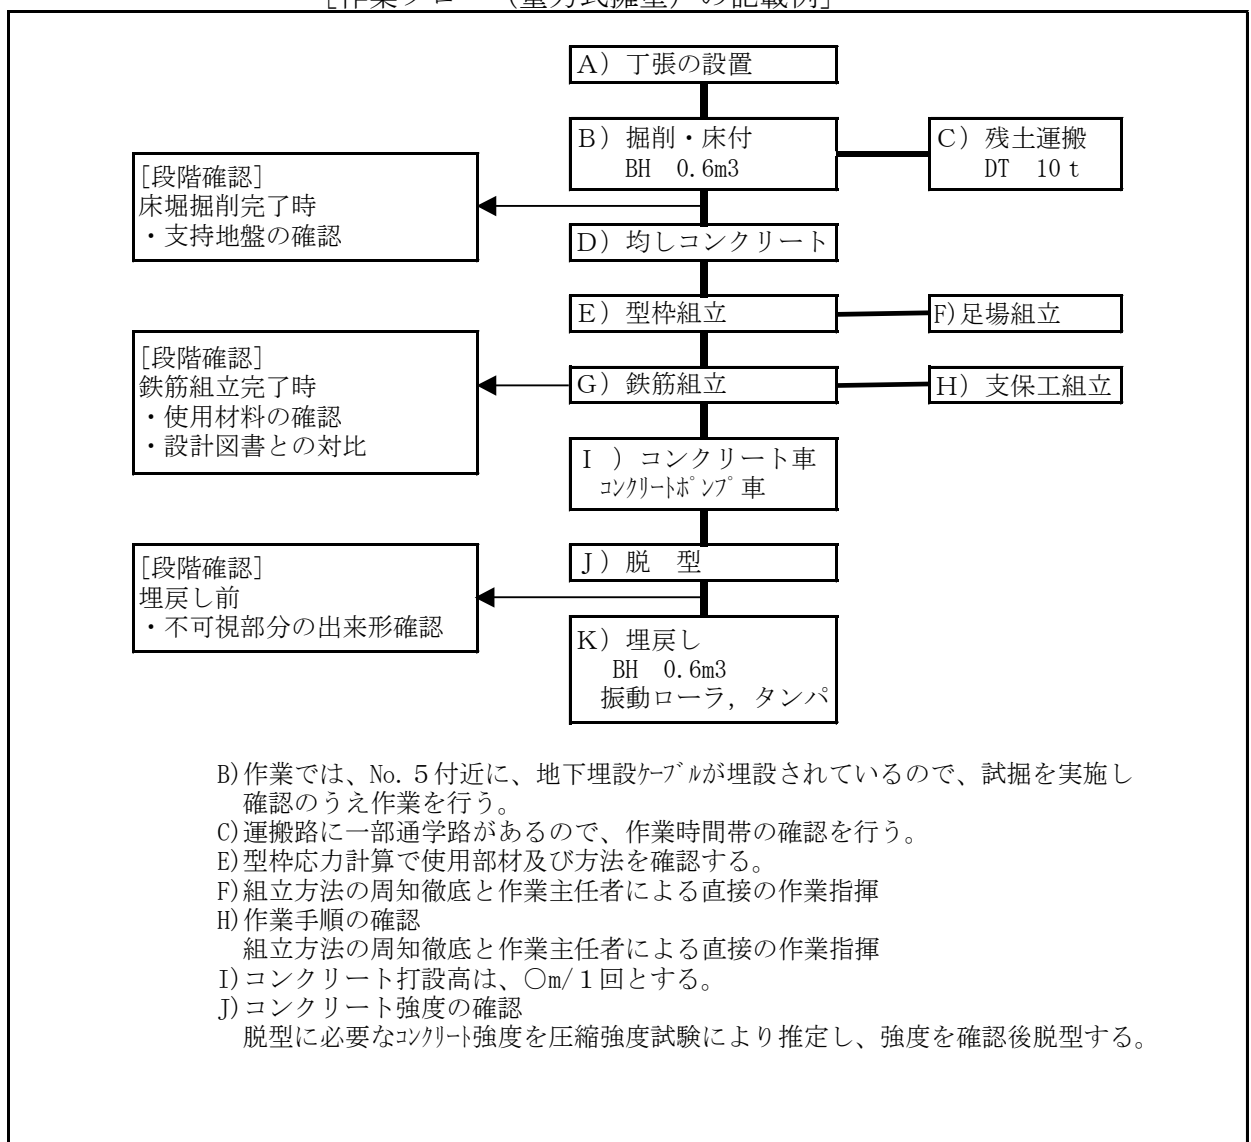 [作業フロー（重力式擁壁）の記載例]
A）丁張の設置
B）掘削・床付
BH 0.6m3
C）残土運搬
DT 10ｔ
[段階確認]
床堀掘削完了時
・支持地盤の確認
D）均しコンクリート
E）型枠組立
F)足場組立
[段階確認]
鉄筋組立完了時
・使用材料の確認
・設計図書との対比
G）鉄筋組立
H）支保工組立
I ）コンクリート車
ｺﾝｸﾘｰﾄﾎﾟﾝﾌﾟ車
J）脱　型
[段階確認]
埋戻し前
・不可視部分の出来形確認
K）埋戻し
BH 0.6m3
振動ローラ，タンパ
B)作業では、No.５付近に、地下埋設ｹｰﾌﾞﾙが埋設されているので、試掘を実施し
確認のうえ作業を行う。
C)運搬路に一部通学路があるので、作業時間帯の確認を行う。
E)型枠応力計算で使用部材及び方法を確認する。
F)組立方法の周知徹底と作業主任者による直接の作業指揮
H)作業手順の確認
組立方法の周知徹底と作業主任者による直接の作業指揮
I)コンクリート打設高は、○m/１回とする。
J)コンクリート強度の確認
脱型に必要なｺﾝｸﾘｰﾄ強度を圧縮強度試験により推定し、強度を確認後脱型する。